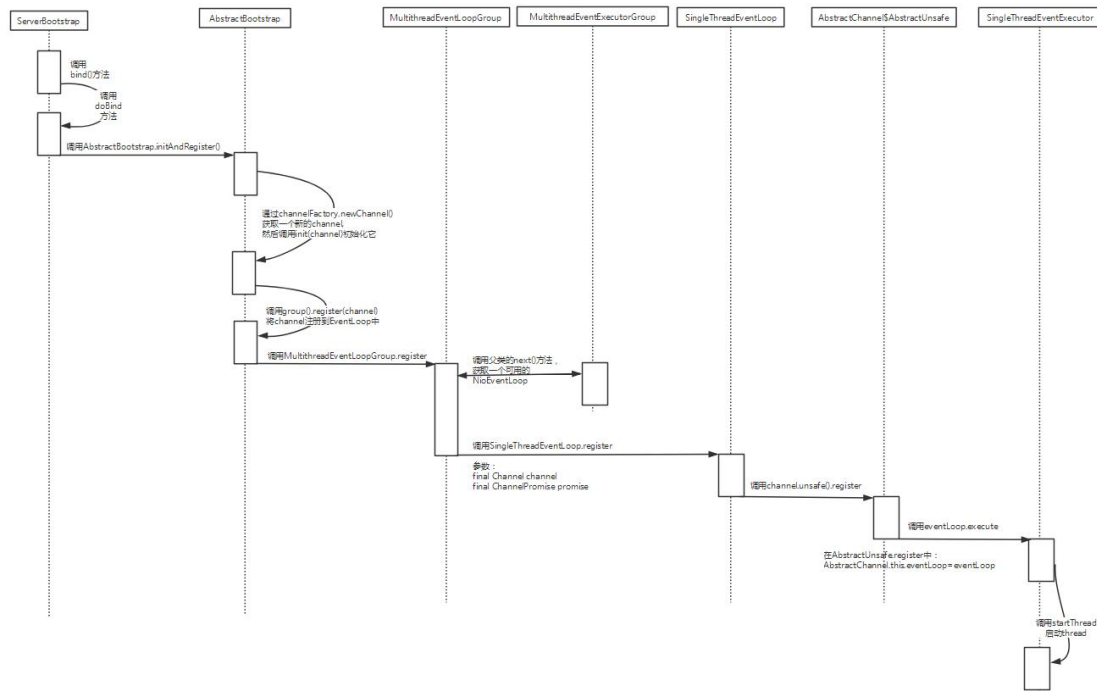 ServerBootstrap
AbstractBootstrap
MultithreadEventLoopGroup
MultithreadEventExecutorGroup
SingleThreadEventLoop
AbstractChannel$AbstractUnsafe
SingleThreadEventExecutor
调用
bind()方法
调用
doBind
方法
调用AbstractBootstrap.initAndRegister()
通过channelFactory.newChannel()
获取一个新的channel,
然后调用init(channel)初始化它
调用group().register(channel)
将channel注册到EventLoop中
调用MultithreadEventLoopGroup.register
调用父类的next()方法，
获取一个可用的
NioEventLoop
调用SingleThreadEventLoop.register
参数：
final Channel channel
final ChannelPromise promise
调用channel.unsafe().register
调用eventLoop.execute
在AbstractUnsafe.register中：
AbstractChannel.this.eventLoop= eventLoop
调用startThread
启动thread